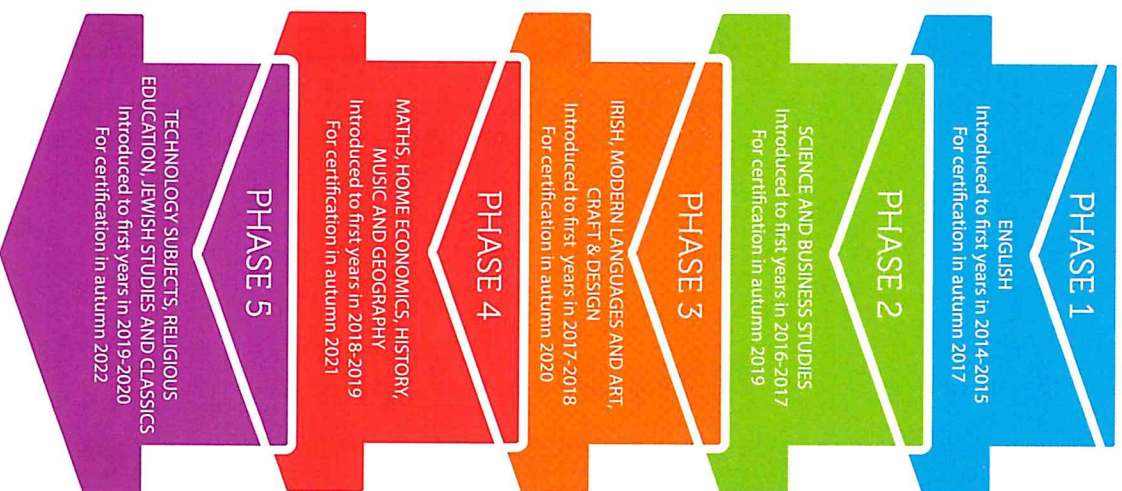 PHASE 1
ENGLISH
Introduced to first years in 2014-2015
For certification in autumn 2017
PHASE 2
SCIENCE AND BUSINESS STUDIES
Introduced to first years in 2016-2017
For certification in autumn 2019
PHASE 3
IRISH, MODERN LANGUAGES AND ART,
CRAFT & DESIGN
Introduced to first years in 2017-2018
For certification in autumn 2020
PHASE 4
MATHS, HOME ECONOMICS, HISTORY,
MUSIC AND GEOGRAPHY
Introduced to first years in 2018-2019
For certification in autumn 2021
PHASE 5
TECHNOLOGY SUBJECTS, RELIGIOUS
EDUCATION, JEWISH STUDIES AND CLASSICS
Introduced to first years in 2019-2020
For certification in autumn 2022